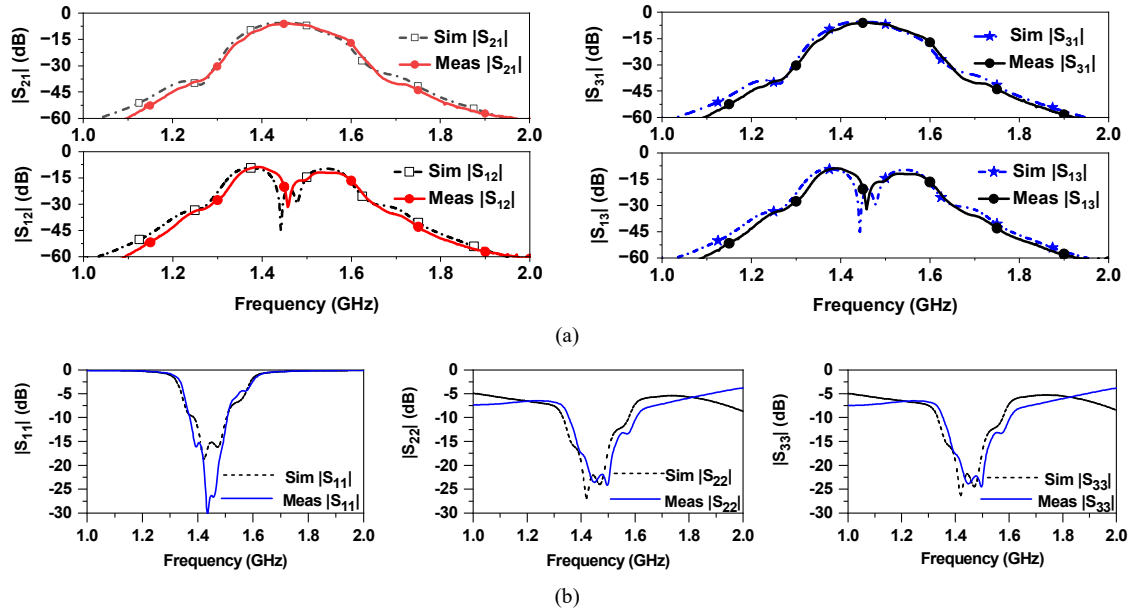 (a)
|S21| (dB)
0
-15
-30
-45
-60
Sim |S21|
Meas |S21|
1.0 1.2 1.4 1.6 1.8 2.0
|S31| (dB)
0
-15
-30
-45
-60
Sim |S31|
Meas |S31|
1.0 1.2 1.4 1.6 1.8 2.0
|S12| (dB)
0
-15
-30
-45
-60
Sim |S12|
Meas |S12|
1.0 1.2 1.4 1.6 1.8 2.0
Frequency (GHz)
|S13| (dB)
0
-15
-30
-45
-60
Sim |S13|
Meas |S13|
1.0 1.2 1.4 1.6 1.8 2.0
Frequency (GHz)
(a)
|S11| (dB)
0
-5
-10
-15
-20
-25
-30
Sim |S11|
Meas |S11|
1.0 1.2 1.4 1.6 1.8 2.0
Frequency (GHz)
|S22| (dB)
0
-5
-10
-15
-20
-25
-30
Sim |S22|
Meas |S22|
1.0 1.2 1.4 1.6 1.8 2.0
Frequency (GHz)
|S33| (dB)
0
-5
-10
-15
-20
-25
-30
Sim |S33|
Meas |S33|
1.0 1.2 1.4 1.6 1.8 2.0
Frequency (GHz)
(b)